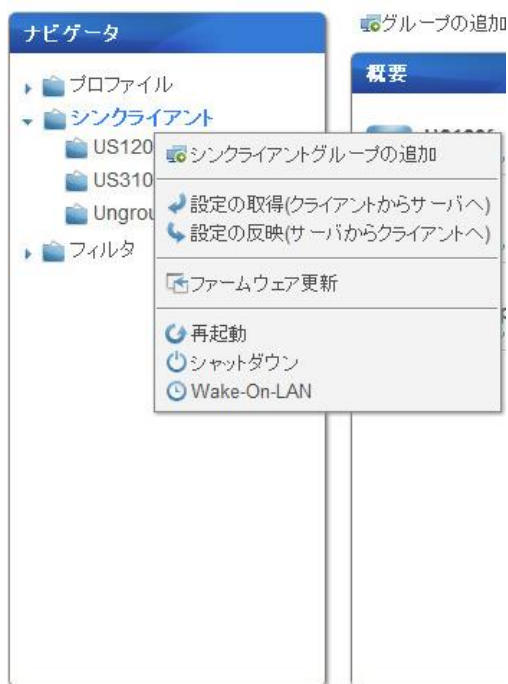 ナビゲータ
グループの追加
概要
プロファイル
シンクライアント
US120
US310
フィルタ
シンクライアントグループの追加
設定の取得(クライアントからサーバへ)
設定の反映(サーバからクライアントへ)
ファームウェア更新
再起動
シャットダウン
Wake-On-LAN